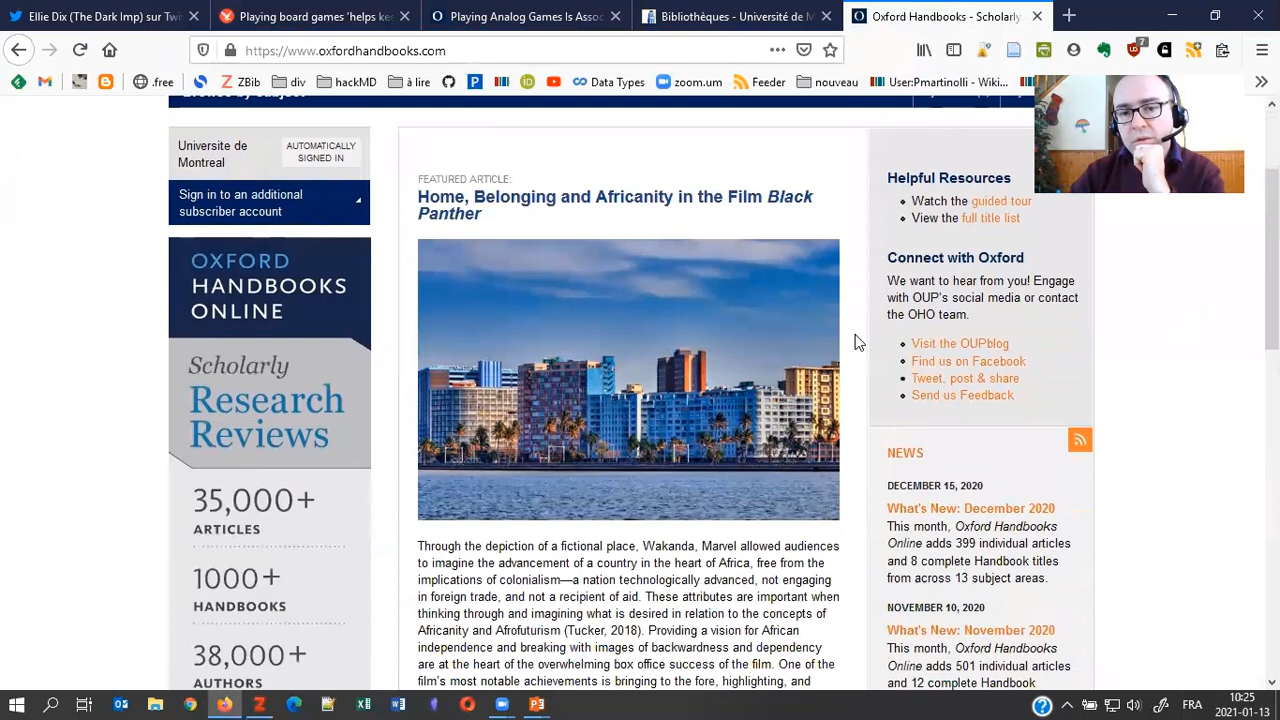 Ellie Dix (The Dark Imp) sur Twi
Playing board games 'helps kee
Playing Analog Games Is Assoc
Bibliothèques - Université de M
Oxford Handbooks - Scholarly
https://www.oxfordhandbooks.com
7
.free
ZBib
div
hackMD
à lire
Data Types
zoom.um
Feeder
nouveau
User:Pmartinolli - Wiki...
Universite de
Montreal
AUTOMATICALLY
SIGNED IN
Sign in to an additional
subscriber account
OXFORD
HANDBOOKS
ONLINE
Scholarly
Research
Reviews
35,000+
ARTICLES
1000+
HANDBOOKS
38,000+
AUTHORS
FEATURED ARTICLE:
Home, Belonging and Africanity in the Film Black
Panther
Through the depiction of a fictional place, Wakanda, Marvel allowed audiences
to imagine the advancement of a country in the heart of Africa, free from the
implications of colonialism—a nation technologically advanced, not engaging
in foreign trade, and not a recipient of aid. These attributes are important when
thinking through and imagining what is desired in relation to the concepts of
Africanity and Afrofuturism (Tucker, 2018). Providing a vision for African
independence and breaking with images of backwardness and dependency
are at the heart of the overwhelming box office success of the film. One of the
film's most notable achievements is bringing to the fore, highlighting, and
Helpful Resources
Watch the guided tour
View the full title list
Connect with Oxford
We want to hear from you! Engage
with OUP's social media or contact
the OHO team.
Visit the OUPblog
Find us on Facebook
Tweet, post & share
Send us Feedback
NEWS
DECEMBER 15, 2020
What's New: December 2020
This month, Oxford Handbooks
Online adds 399 individual articles
and 8 complete Handbook titles
from across 13 subject areas.
NOVEMBER 10, 2020
What's New: November 2020
This month, Oxford Handbooks
Online adds 501 individual articles
and 12 complete Handbook
FRA
10:25
2021-01-13